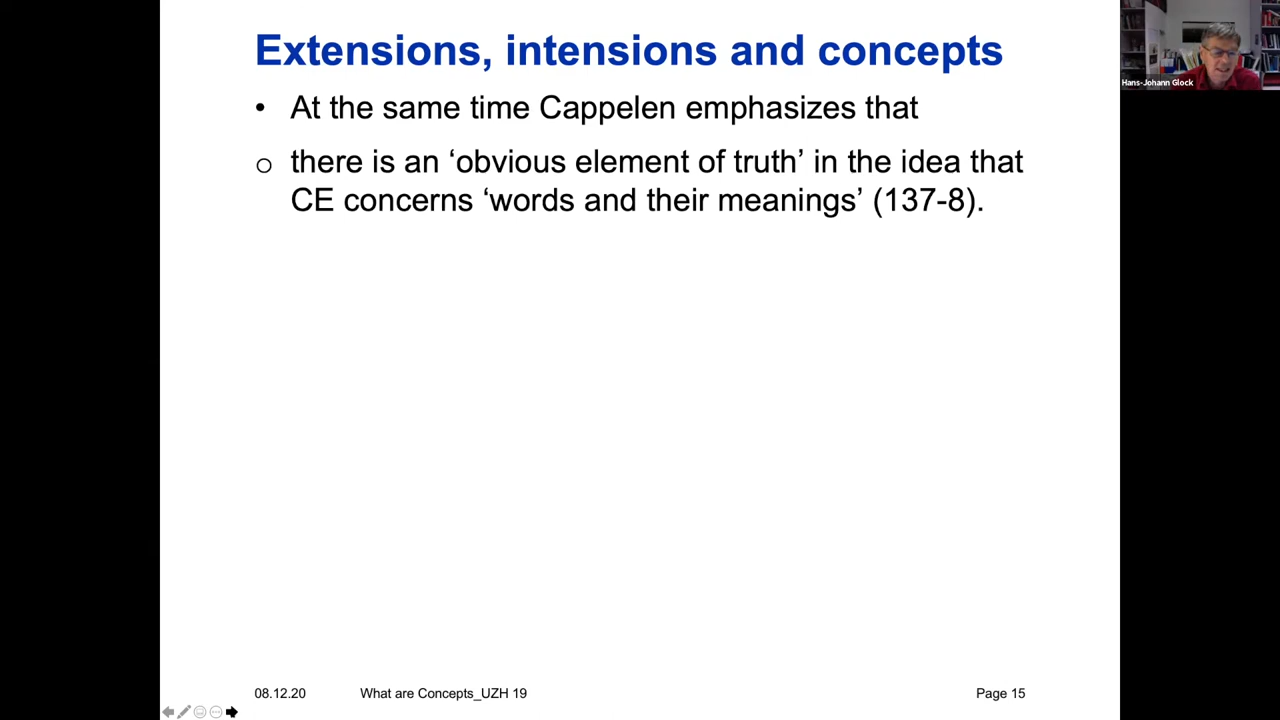 Extensions, intensions and concepts
• At the same time Cappelen emphasizes that
o there is an ‘obvious element of truth’ in the idea that
CE concerns ‘words and their meanings’ (137-8).
08.12.20 What are Concepts_UZH 19 Page 15
Hans-Johann Glock